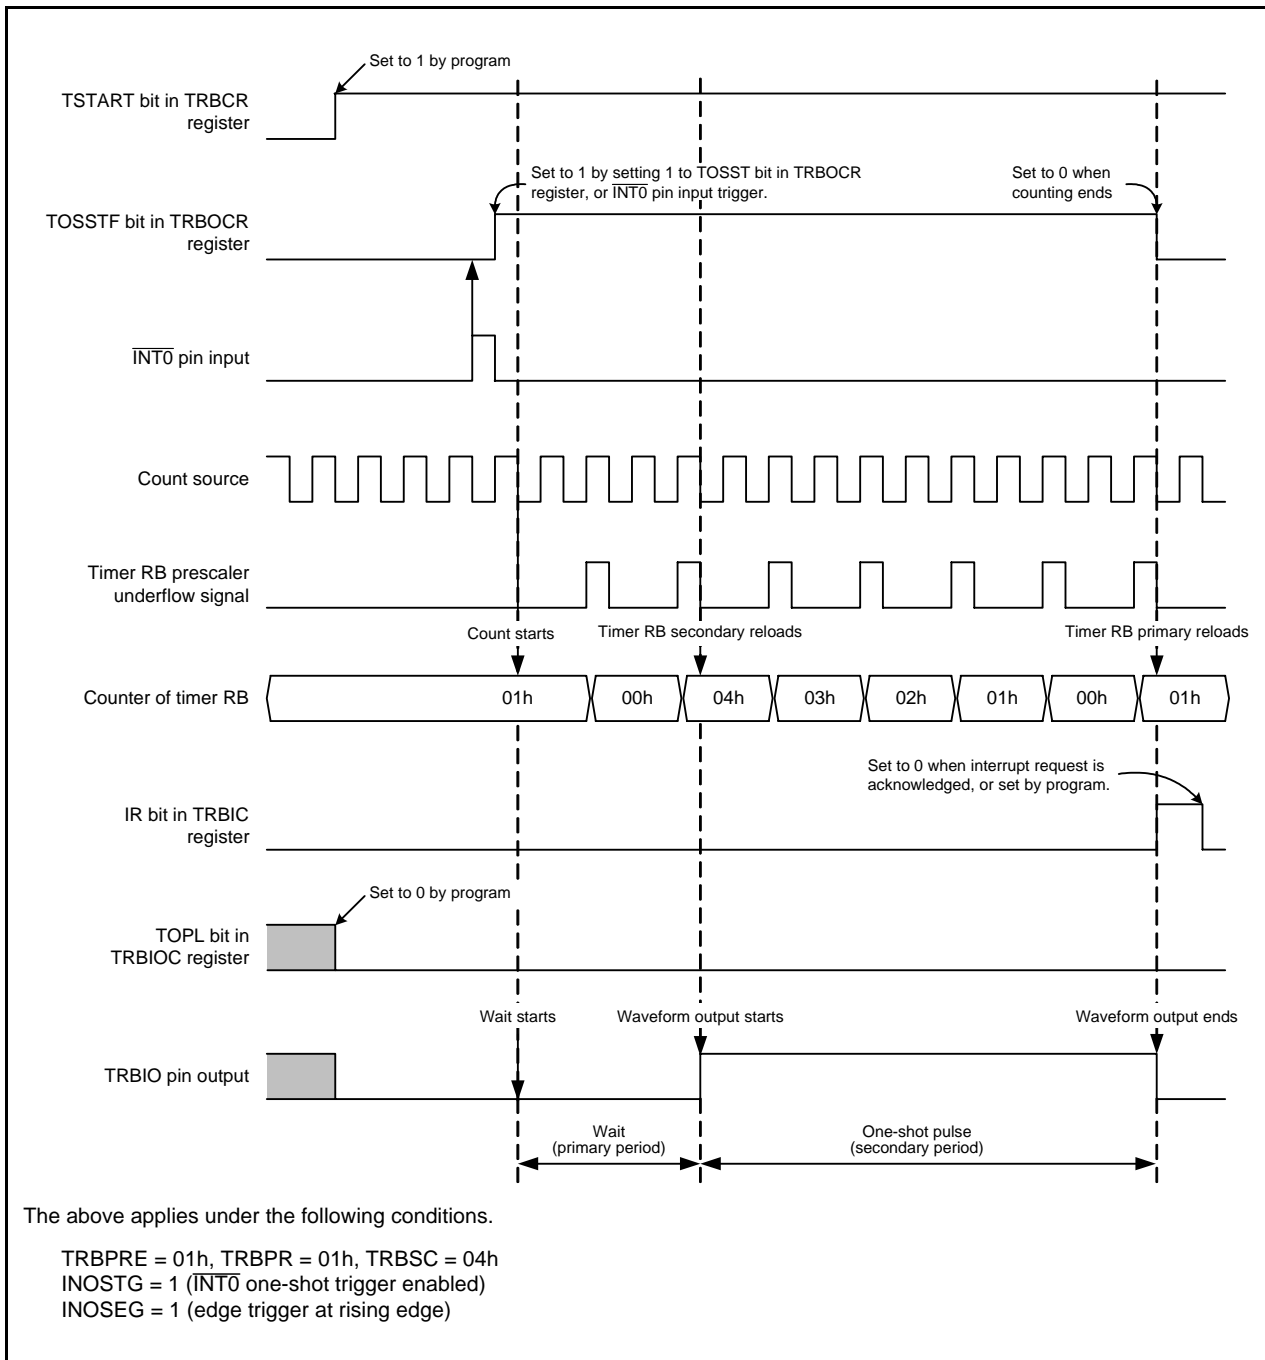 Set to 1 by program
TSTART bit in TRBCR
register
Set to 1 by setting 1 to TOSST bit in TRBOCR
register, or INT0 pin input trigger.
Set to 0 when
counting ends
TOSSTF bit in TRBOCR
register
INT0 pin input
Count source
Timer RB prescaler
underflow signal
Count starts
Timer RB secondary reloads
Timer RB primary reloads
Counter of timer RB
01h
00h
04h
03h
02h
01h
00h
01h
Set to 0 when interrupt request is
acknowledged, or set by program.
IR bit in TRBIC
register
Set to 0 by program
TOPL bit in
TRBIOC register
Wait starts
Waveform output starts
Waveform output ends
TRBIO pin output
Wait
(primary period)
One-shot pulse
(secondary period)
The above applies under the following conditions.
TRBPRE = 01h, TRBPR = 01h, TRBSC = 04h
INOSTG = 1 (INT0 one-shot trigger enabled)
INOSEG = 1 (edge trigger at rising edge)